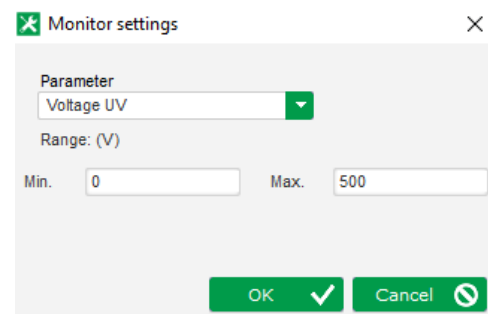 Monitor settings
Parameter
Voltage UV
Range: (V)
Min. 0 Max. 500
OK Cancel